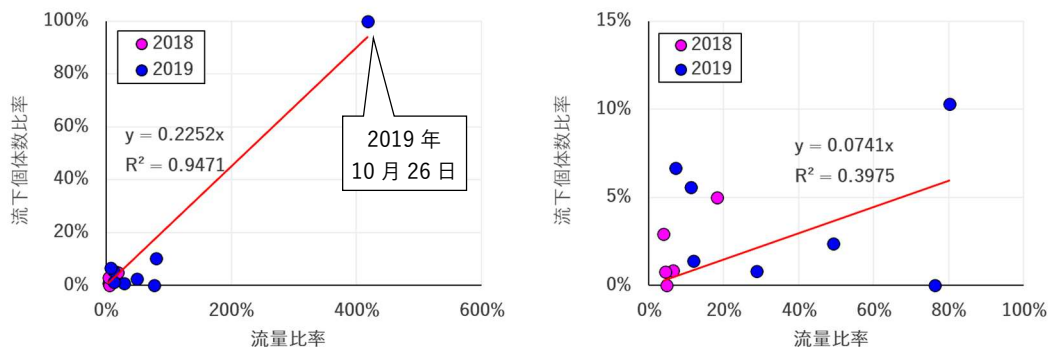 100%
80%
60%
40%
20%
0%
流下個体数比率
2018
2019
y = 0.2252x
R² = 0.9471
2019 年
10 月 26 日
0%
200%
400%
600%
流量比率
15%
10%
5%
0%
流下個体数比率
2018
2019
y = 0.0741x
R² = 0.3975
0%
20%
40%
60%
80%
100%
流量比率